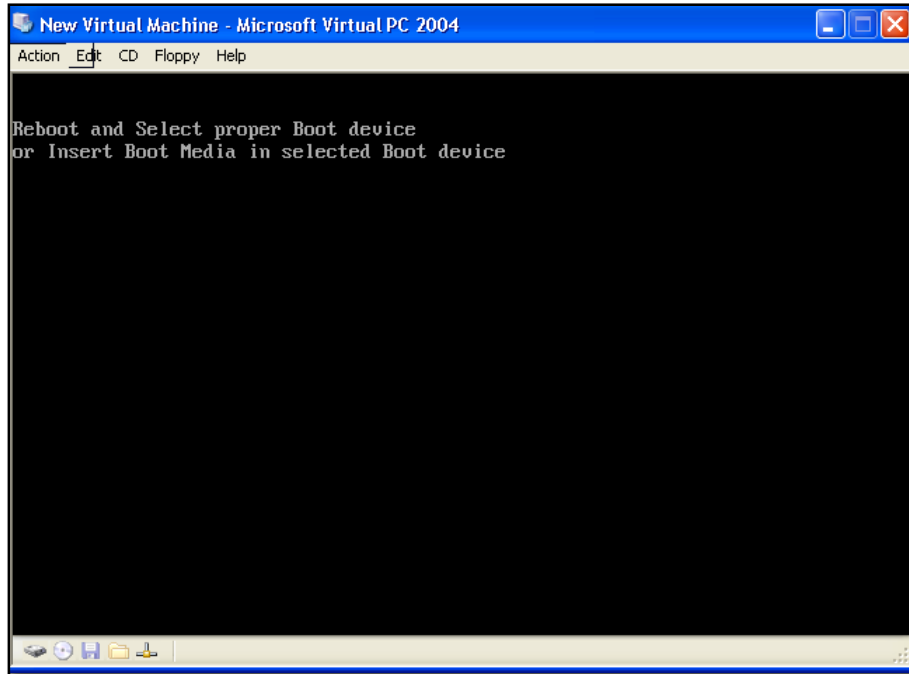 New Virtual Machine - Microsoft Virtual PC 2004
Action Edit CD Floppy Help
Reboot and Select proper Boot device
or Insert Boot Media in selected Boot device